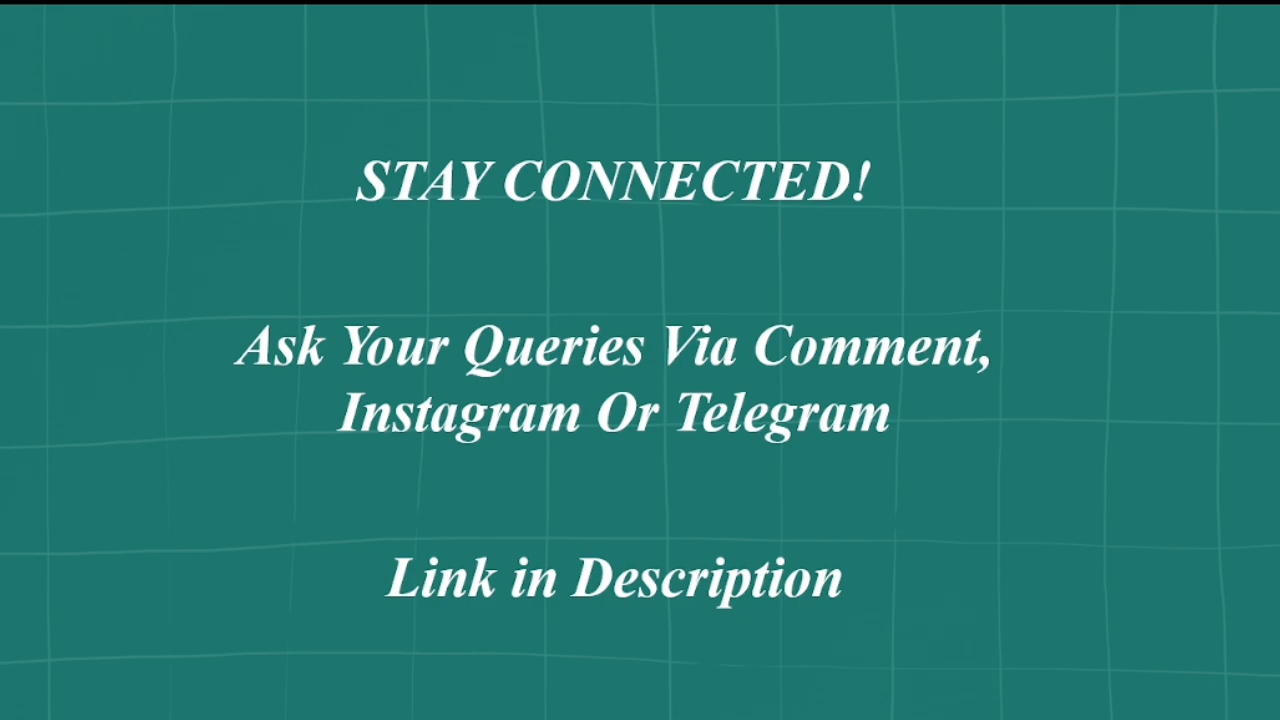 STAY CONNECTED!
Ask Your Queries Via Comment,
Instagram Or Telegram
Link in Description